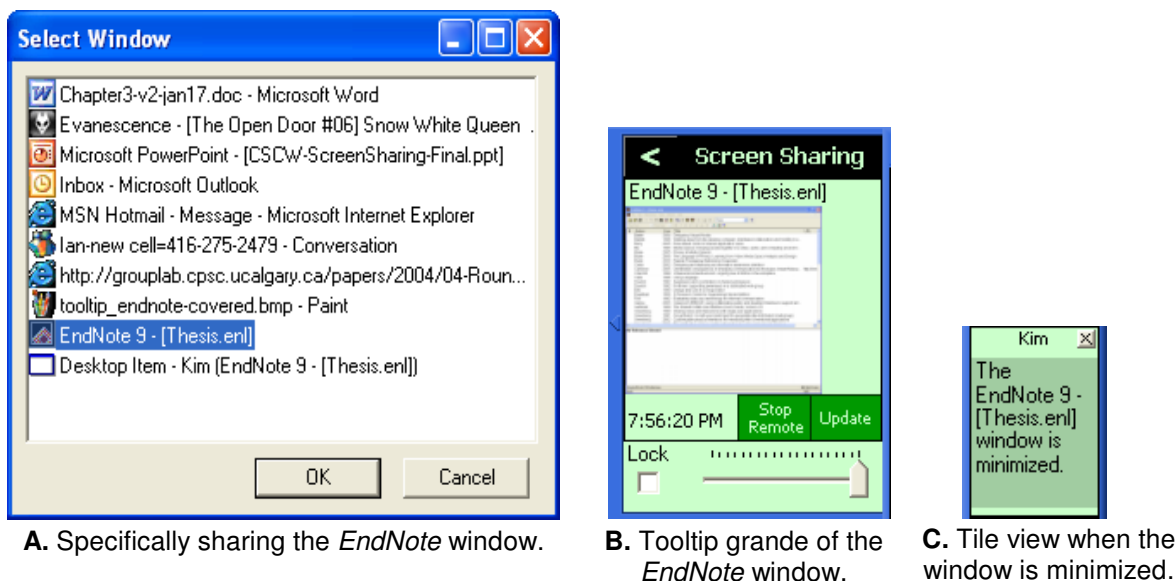 Select Window
Chapter3-v2-jan17.doc - Microsoft Word
Evanescence - [The Open Door #06] Snow White Queen .
Microsoft PowerPoint - [CSCW-ScreenSharing-Final.ppt]
Inbox - Microsoft Outlook
MSN Hotmail - Message - Microsoft Internet Explorer
Ian-new cell=416-275-2479 - Conversation
http://grouplab.cpsc.ucalgary.ca/papers/2004/04-Roun...
tooltip_endnote-covered.bmp - Paint
EndNote 9 - [Thesis.enl]
Desktop Item - Kim (EndNote 9 - [Thesis.enl])
OK
Cancel
A. Specifically sharing the EndNote window.
< Screen Sharing
EndNote 9 - [Thesis.enl]
7:56:20 PM
Stop
Remote
Update
Lock
B. Tooltip grande of the
EndNote window.
Kim
The
EndNote 9 -
[Thesis.enl]
window is
minimized.
C. Tile view when the
window is minimized.